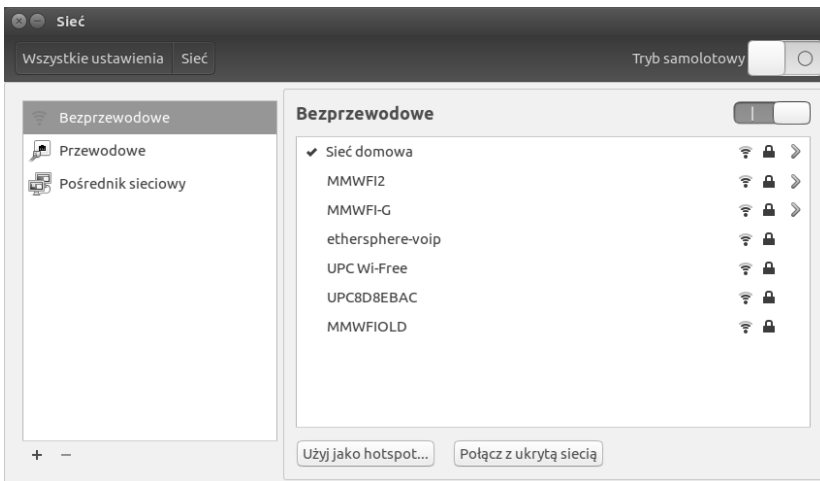 Sieć
Wszystkie ustawienia Sieć Tryb samolotowy
Bezprzewodowe
Przewodowe
Pośrednik sieciowy
Bezprzewodowe
Sieć domowa
MMWFI2
MMWFI-G
ethersphere-voip
UPC Wi-Free
UPC8D8EBAC
MMWFIOLD
Użyj jako hotspot... Połącz z ukrytą siecią